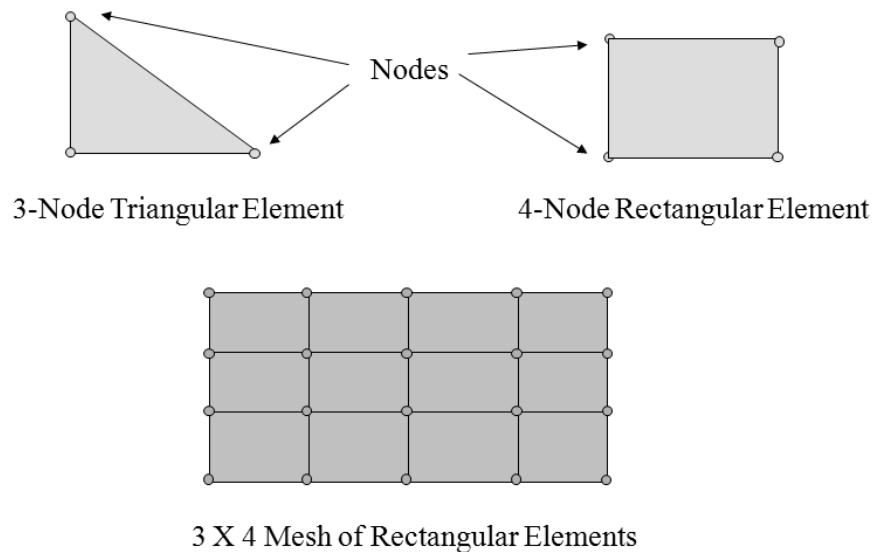 Nodes
3-Node Triangular Element
4-Node Rectangular Element
3 X 4 Mesh of Rectangular Elements